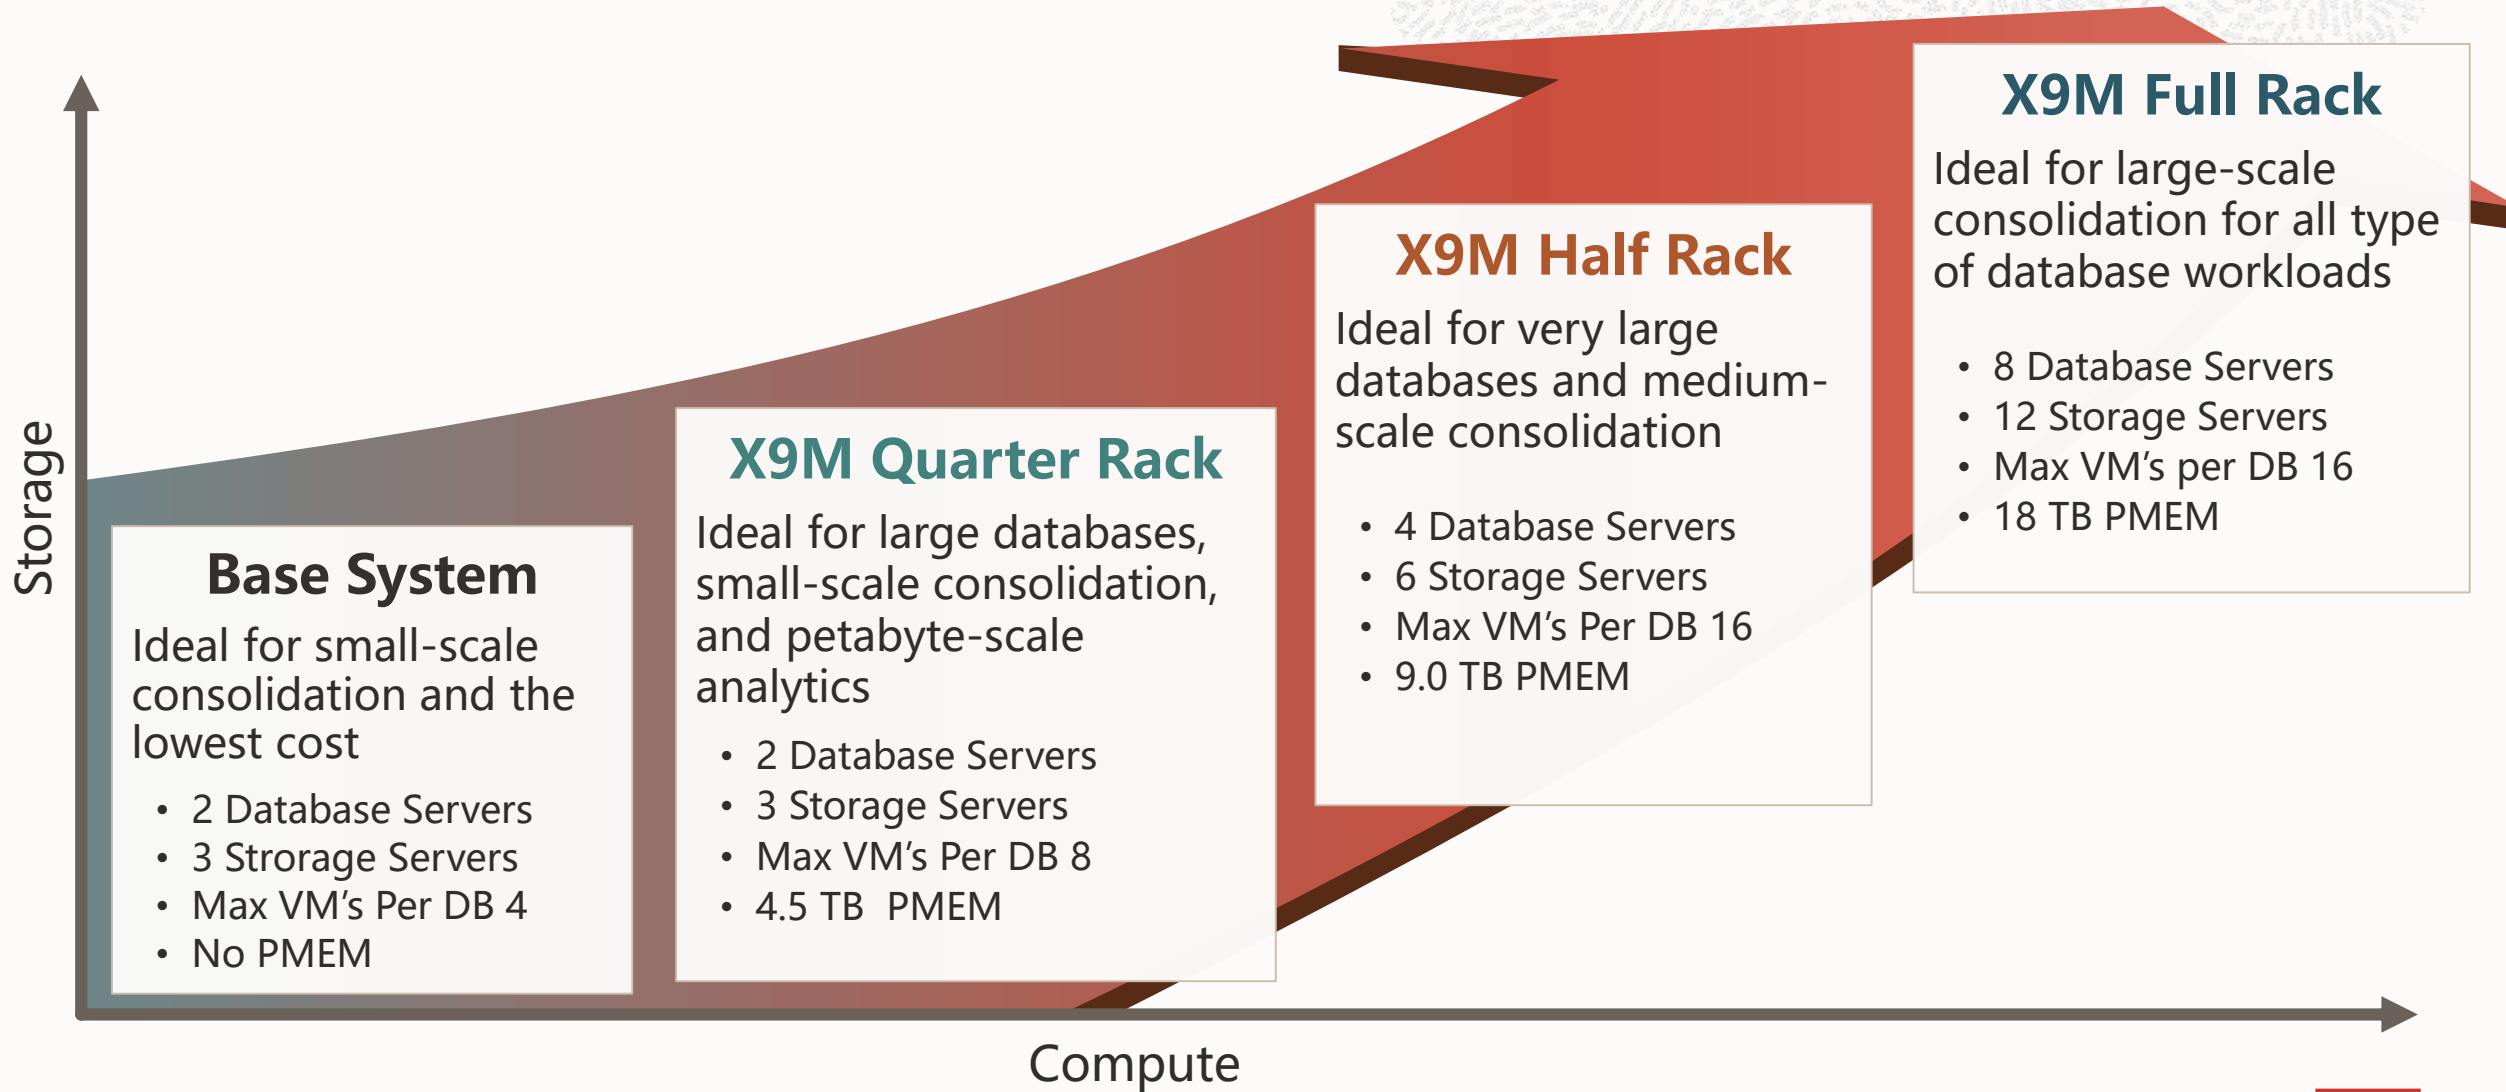 Storage
Base System
Ideal for small-scale
consolidation and the
lowest cost
• 2 Database Servers
• 3 Strorage Servers
• Max VM’s Per DB 4
• No PMEM
X9M Quarter Rack
Ideal for large databases,
small-scale consolidation,
and petabyte-scale
analytics
• 2 Database Servers
• 3 Storage Servers
• Max VM’s Per DB 8
• 4.5 TB  PMEM
X9M Half Rack
Ideal for very large
databases and medium-
scale consolidation
• 4 Database Servers
• 6 Storage Servers
• Max VM’s Per DB 16
• 9.0 TB PMEM
X9M Full Rack
Ideal for large-scale
consolidation for all type
of database workloads
• 8 Database Servers
• 12 Storage Servers
• Max VM’s per DB 16
• 18 TB PMEM
Compute